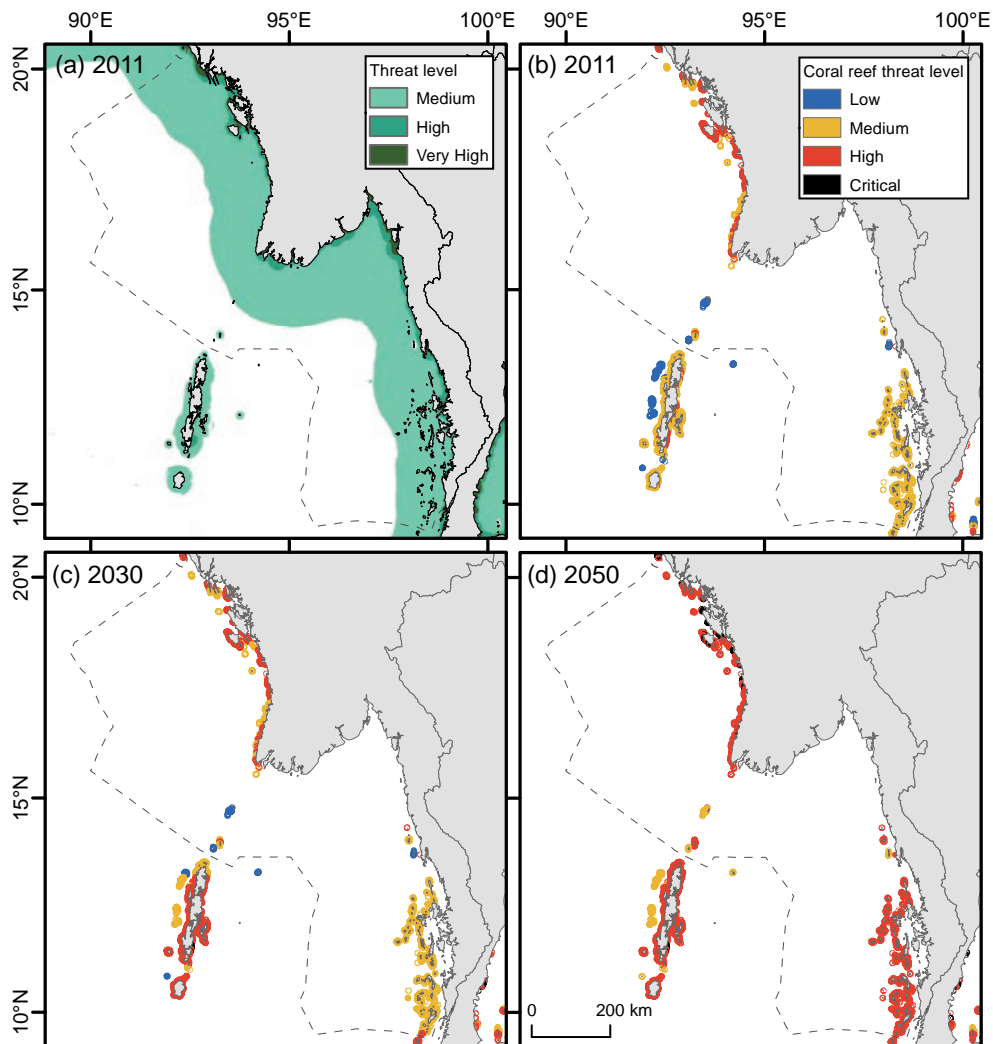 90°E 95°E 100°E 90°E 95°E 100°E
20°N
(a) 2011
Threat level
Medium
High
Very High
15°N
10°N
(b) 2011
Coral reef threat level
Low
Medium
High
Critical
20°N
(c) 2030
15°N
10°N
(d) 2050
0 200 km